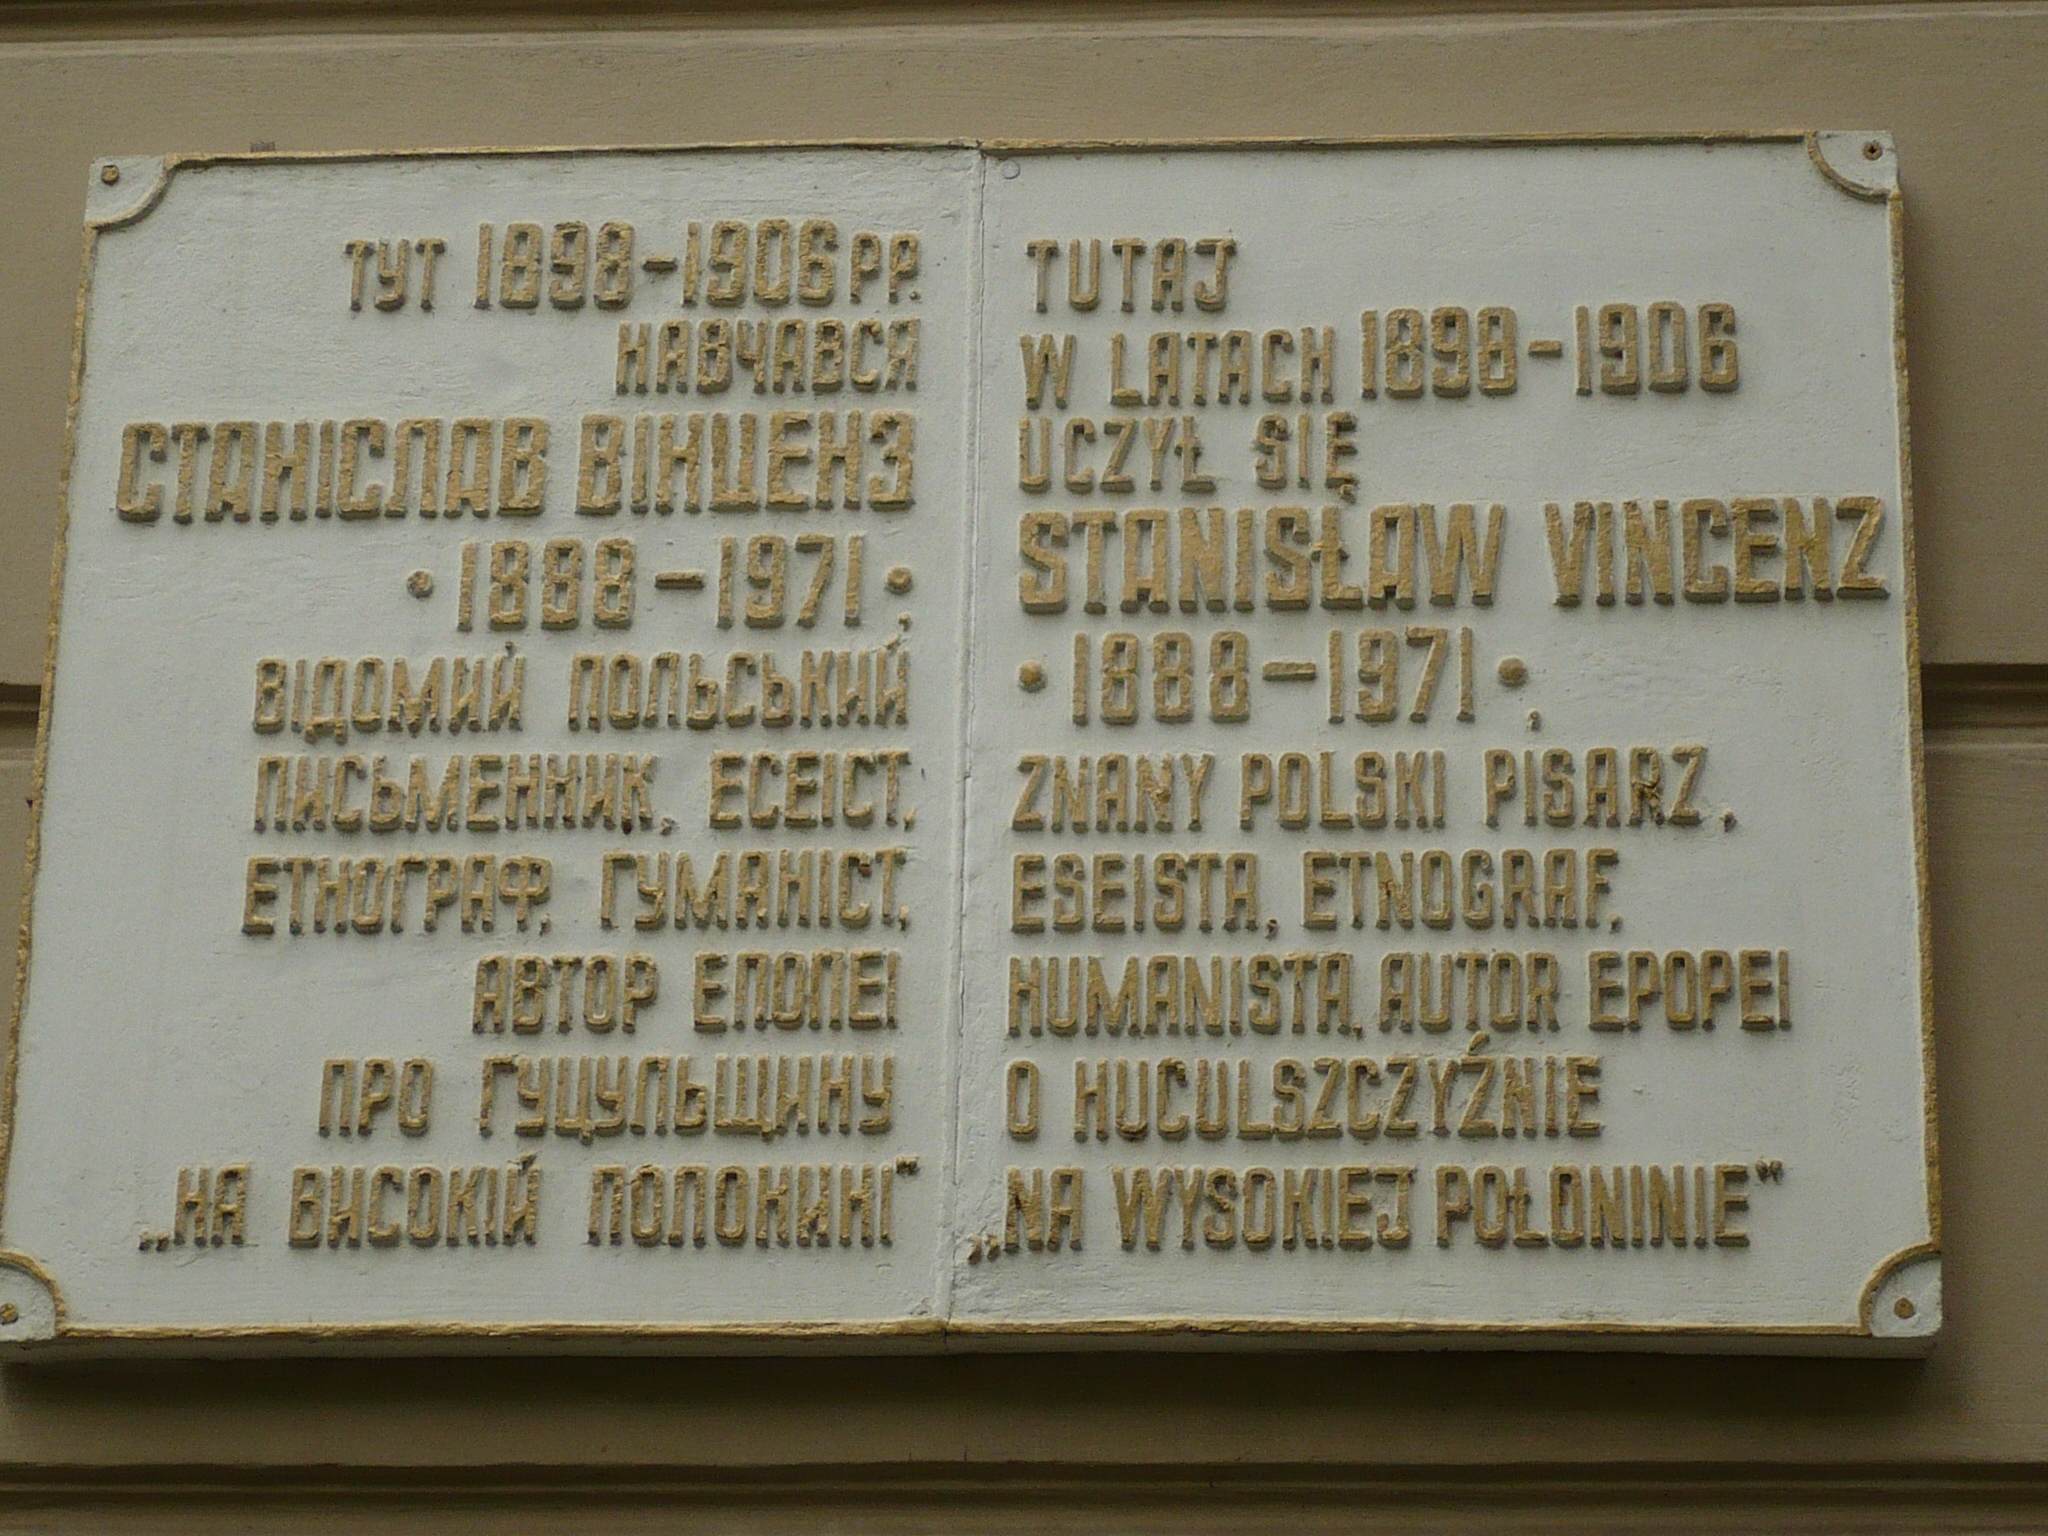 ТУТ 1898-1906 РР.
НАВЧАВСЯ
СТАНІСЛАВ ВІНЦЕНЗ
• 1888-1971 •,
ВІДОМИЙ ПОЛЬСЬКИЙ
ПИСЬМЕННИК, ЕСЕІСТ,
ЕТНОГРАФ, ГУМАНІСТ,
АВТОР ЕПОПЕІ
ПРО ГУЦУЛЬЩИНУ
„НА ВИСОКІЙ ПОЛОНИНІ"
TUTAJ
W LATACH 1898-1906
UCZYŁ SIĘ
STANISŁAW VINCENZ
• 1888-1971 •,
ZNANY POLSKI PISARZ,
ESEISTA, ETNOGRAF,
HUMANISTA, AUTOR EPOPEI
O HUCULSZCZYŹNIE
„NA WYSOKIEJ POŁONINIE"